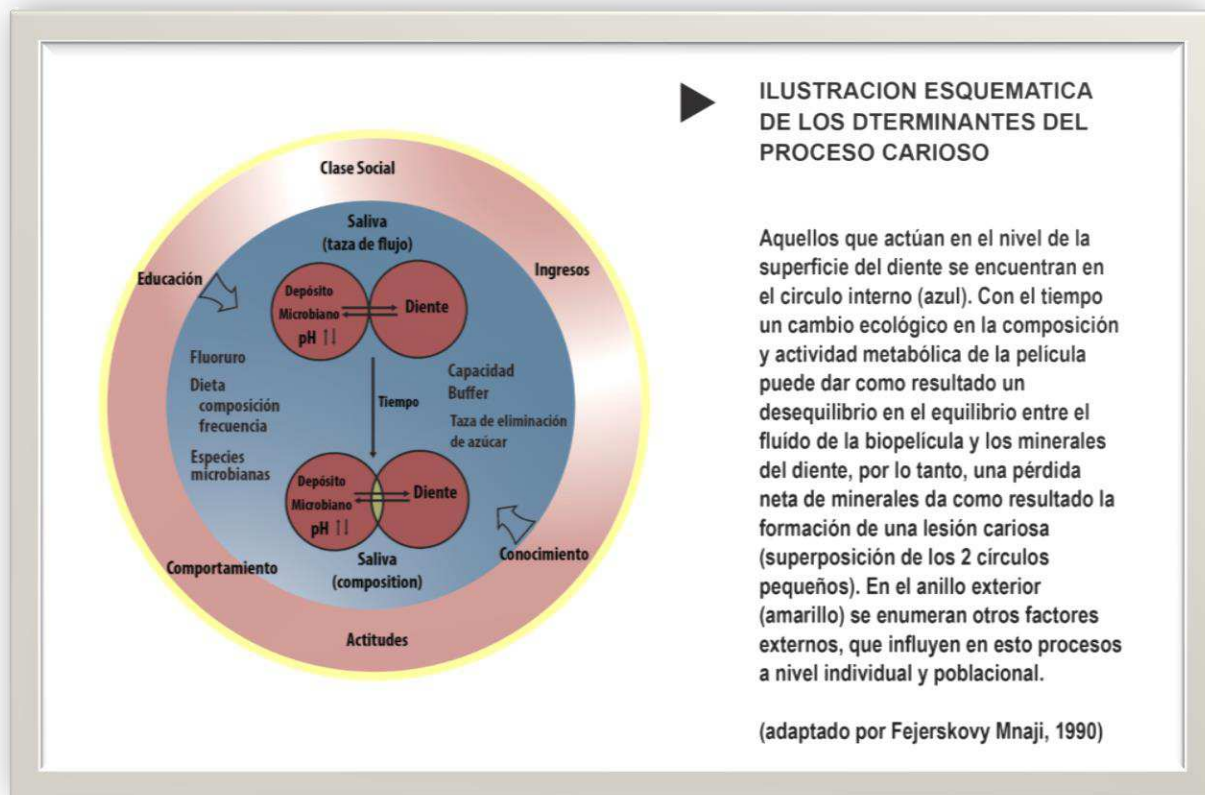 ILUSTRACION ESQUEMATICA
DE LOS DTERMINANTES DEL
PROCESO CARIOSO
Aquellos que actúan en el nivel de la
superficie del diente se encuentran en
el circulo interno (azul). Con el tiempo
un cambio ecológico en la composición
y actividad metabólica de la película
puede dar como resultado un
desequilibrio en el equilibrio entre el
fluído de la biopelícula y los minerales
del diente, por lo tanto, una pérdida
neta de minerales da como resultado la
formación de una lesión cariosa
(superposición de los 2 círculos
pequeños). En el anillo exterior
(amarillo) se enumeran otros factores
externos, que influyen en esto procesos
a nivel individual y poblacional.
(adaptado por Fejerskovy Mnaji, 1990)
Clase Social
Saliva
(taza de flujo)
Educación
Ingresos
Depósito
Microbiano
pH ↑↓
Diente
Fluoruro
Dieta
composición
frecuencia
Especies
microbianas
Tiempo
Capacidad
Buffer
Taza de eliminación
de azúcar
Depósito
Microbiano
pH ↑↓
Diente
Saliva
(composition)
Comportamiento
Conocimiento
Actitudes